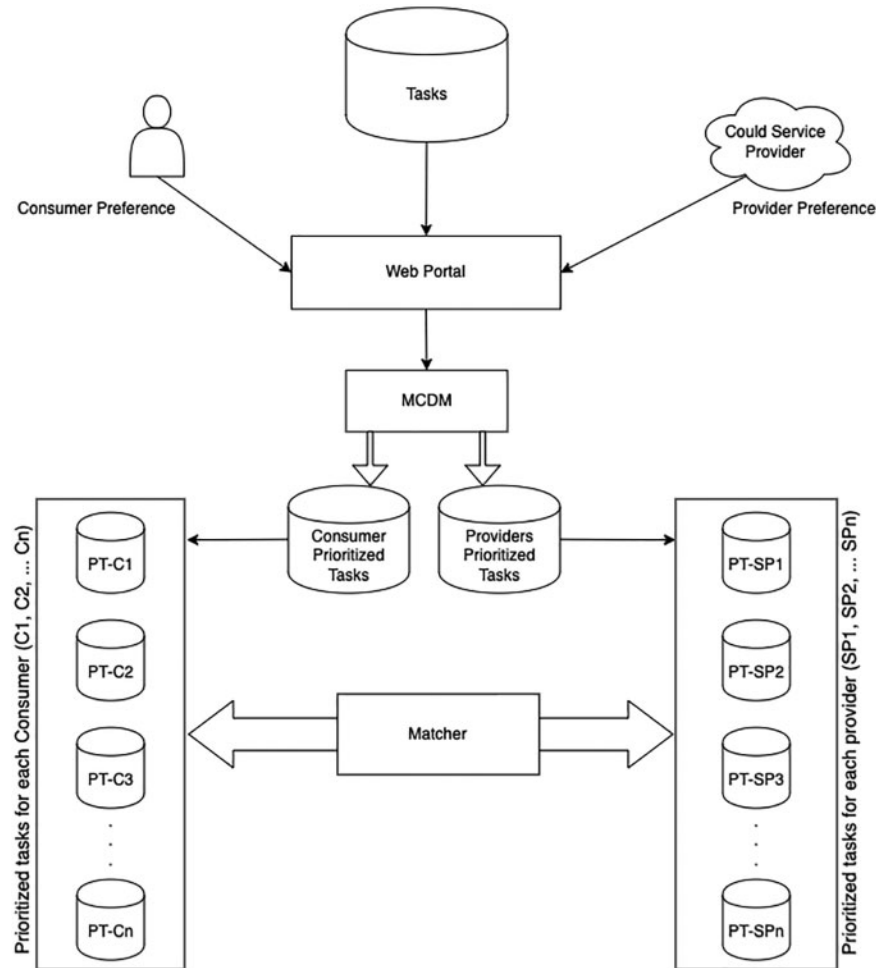 Tasks
Could Service
Provider
Consumer Preference
Provider Preference
Web Portal
MCDM
Consumer
Prioritized
Tasks
Providers
Prioritized
Tasks
Prioritized tasks for each Consumer (C1, C2, ... Cn)
PT-C1
PT-C2
PT-C3
PT-Cn
Matcher
PT-SP1
PT-SP2
PT-SP3
PT-SPn
Prioritized tasks for each provider (SP1, SP2, ... SPn)